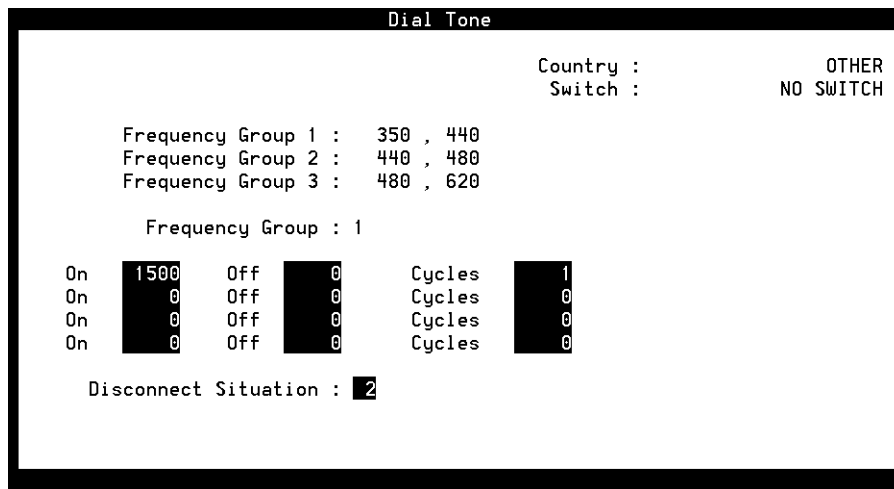 Dial Tone
Country : OTHER
Switch : NO SWITCH
Frequency Group 1 : 350 , 440
Frequency Group 2 : 440 , 480
Frequency Group 3 : 480 , 620
Frequency Group : 1
On 1500 Off 0 Cycles 1
On 0 Off 0 Cycles 0
On 0 Off 0 Cycles 0
On 0 Off 0 Cycles 0
Disconnect Situation : 2